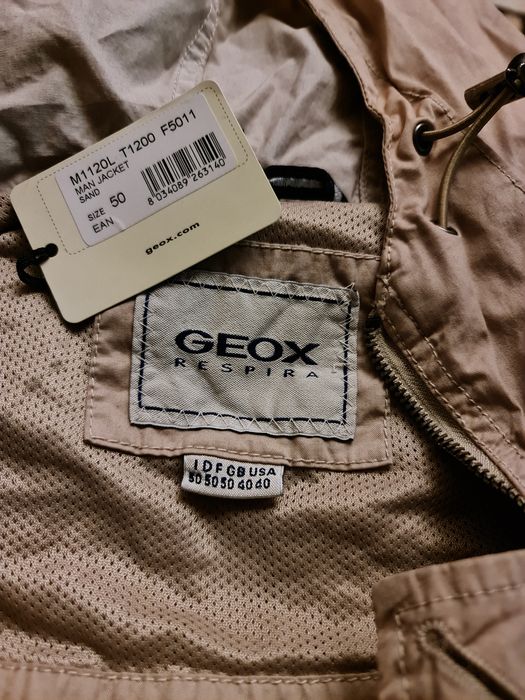 M1120L T1200 F5011
MAN JACKET
SAND
SIZE 50
EAN
8 034089 263140
geox.com
GEOX
RESPIRA
I D F GB USA
50 50 50 40 40